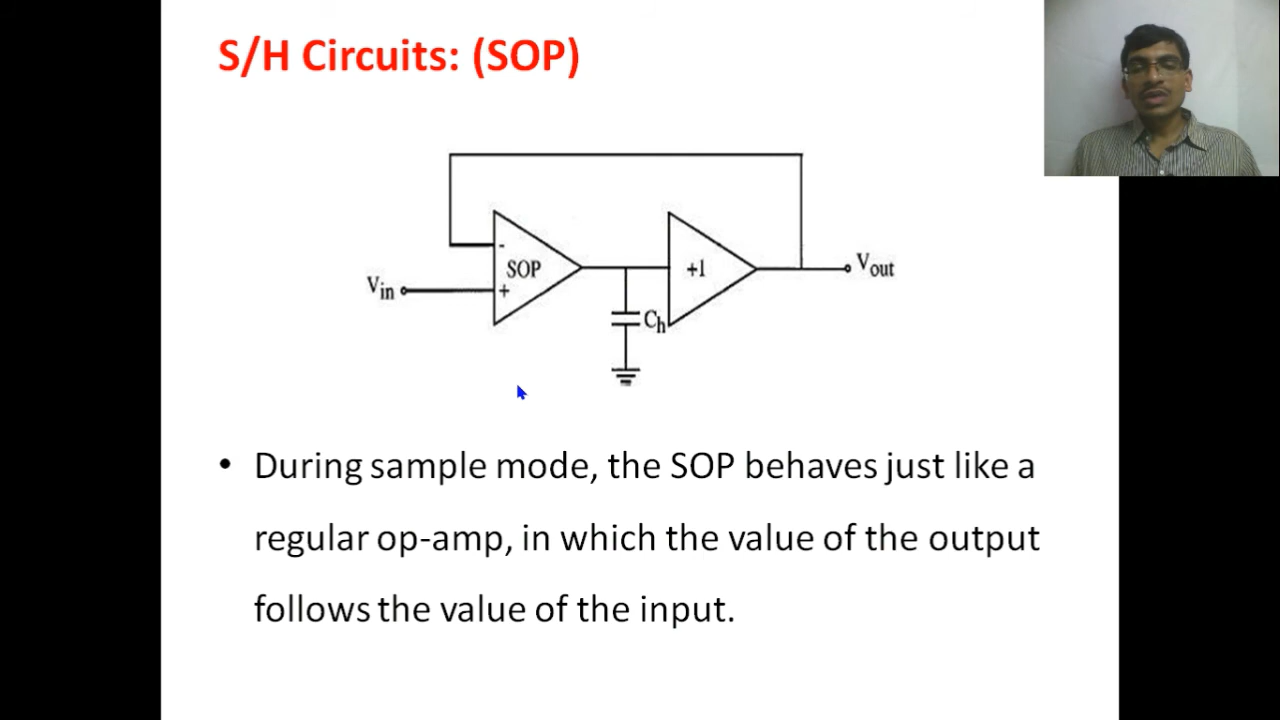 S/H Circuits: (SOP)
-
SOP
+
+1
Vin
Vout
Ch
• During sample mode, the SOP behaves just like a
regular op-amp, in which the value of the output
follows the value of the input.